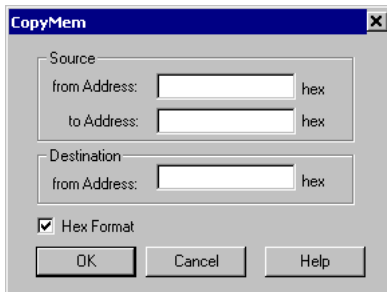 CopyMem
Source
from Address: hex
to Address: hex
Destination
from Address: hex
Hex Format
OK Cancel Help